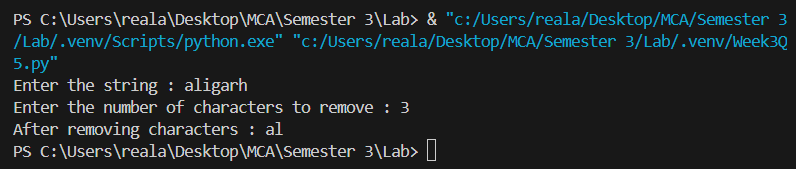 PS C:\Users\reala\Desktop\MCA\Semester 3\Lab> & "c:/Users/reala/Desktop/MCA/Semester 3
/Lab/.venv/Scripts/python.exe" "c:/Users/reala/Desktop/MCA/Semester 3/Lab/.venv/Week3Q
5.py"
Enter the string : aligarh
Enter the number of characters to remove : 3
After removing characters : al
PS C:\Users\reala\Desktop\MCA\Semester 3\Lab>